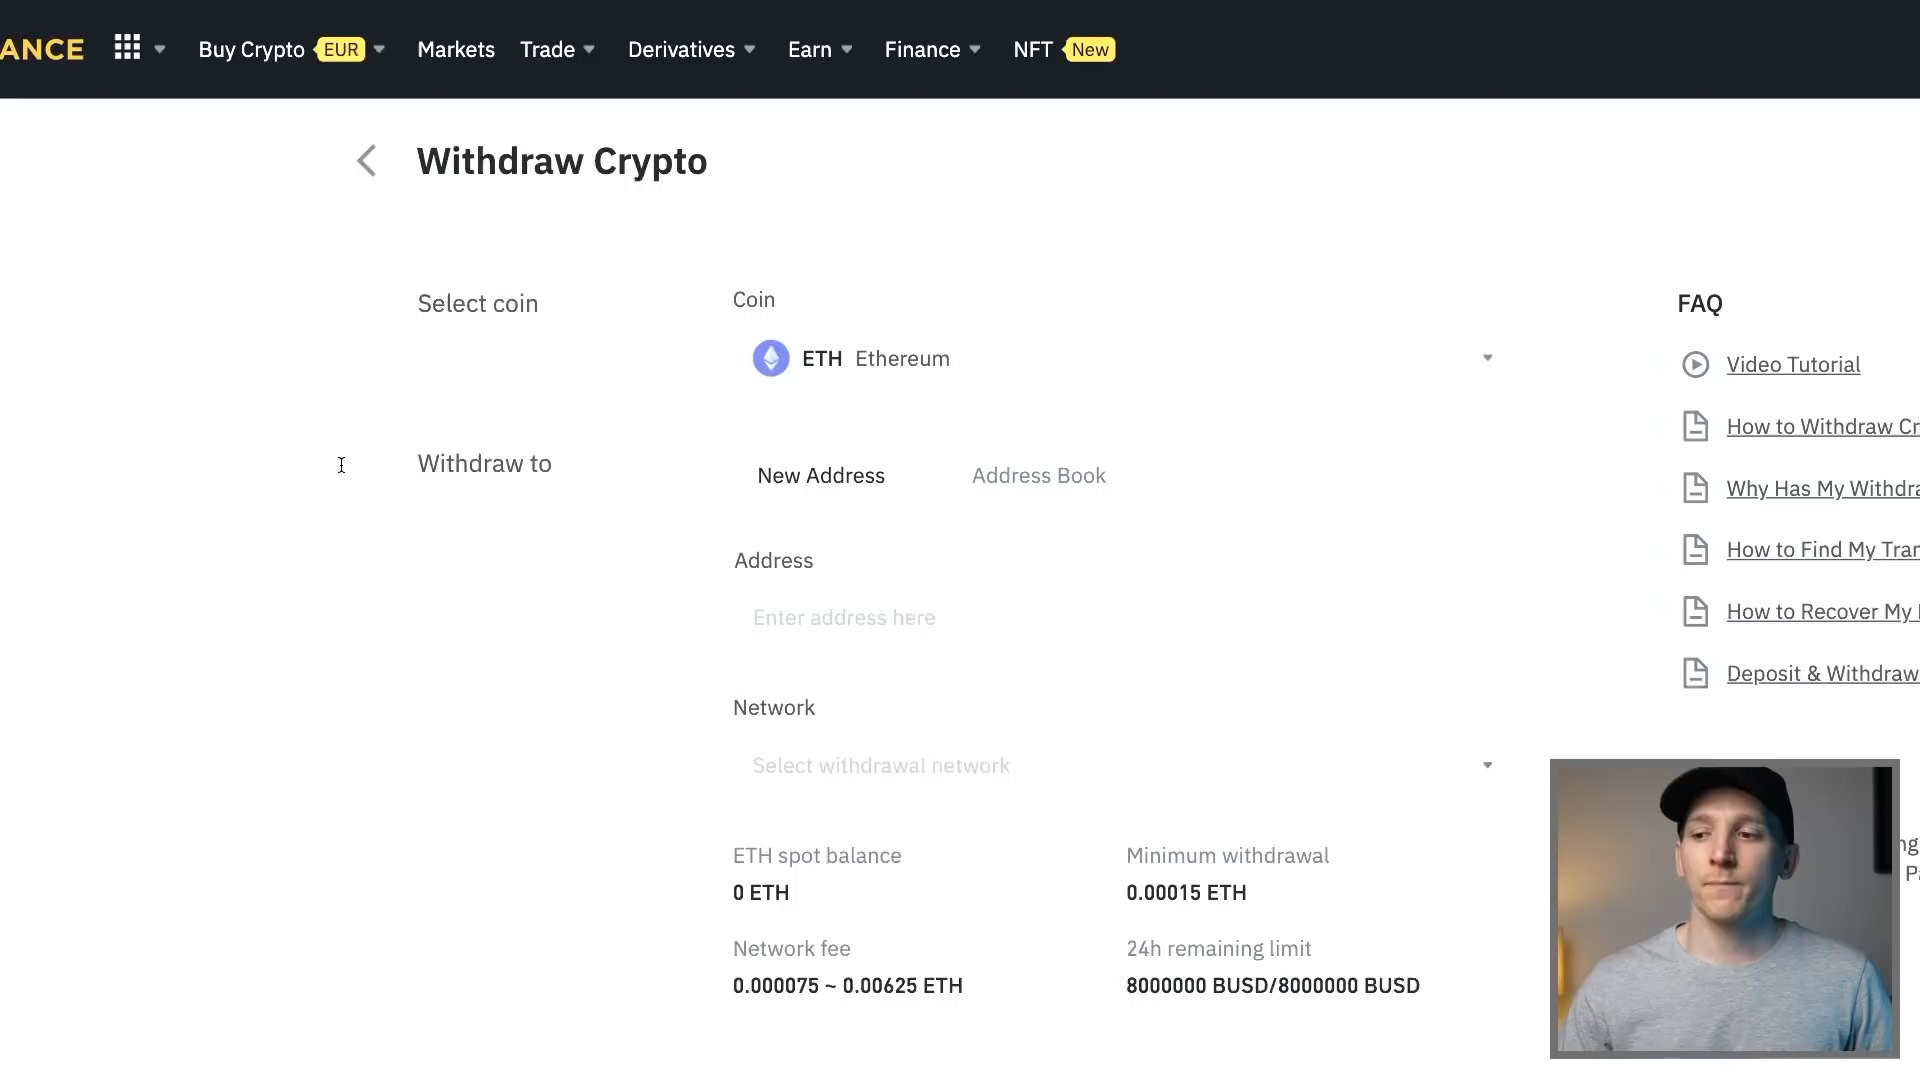 ANCE Buy Crypto EUR Markets Trade Derivatives Earn Finance NFT New
Withdraw Crypto
Select coin
Coin
ETH Ethereum
Withdraw to
New Address Address Book
Address
Enter address here
Network
Select withdrawal network
ETH spot balance
0 ETH
Minimum withdrawal
0.00015 ETH
Network fee
0.000075 ~ 0.00625 ETH
24h remaining limit
8000000 BUSD/8000000 BUSD
FAQ
Video Tutorial
How to Withdraw Cr
Why Has My Withdra
How to Find My Tran
How to Recover My
Deposit & Withdraw
ng
Pa